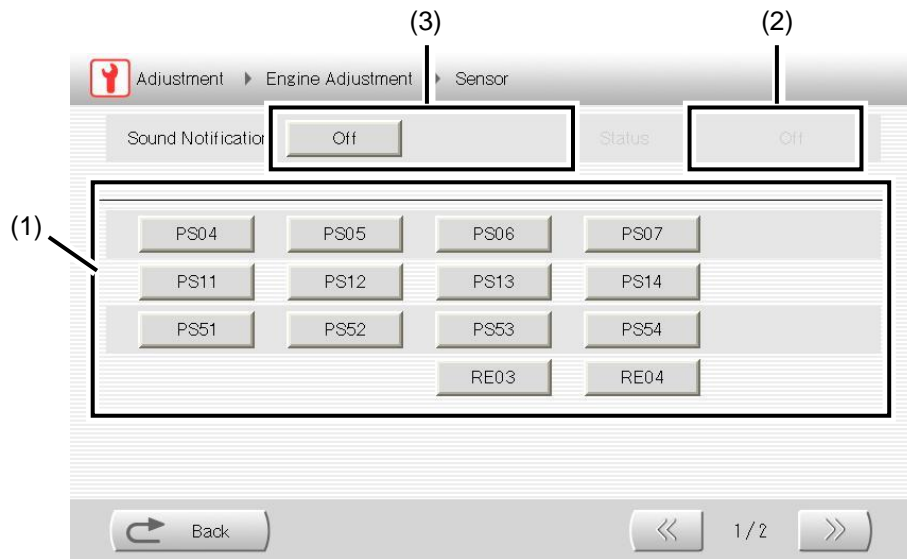 (3) (2)
Adjustment Engine Adjustment Sensor
Sound Notification Off Status Off
(1)
PS04 PS05 PS06 PS07
PS11 PS12 PS13 PS14
PS51 PS52 PS53 PS54
RE03 RE04
Back 1/2